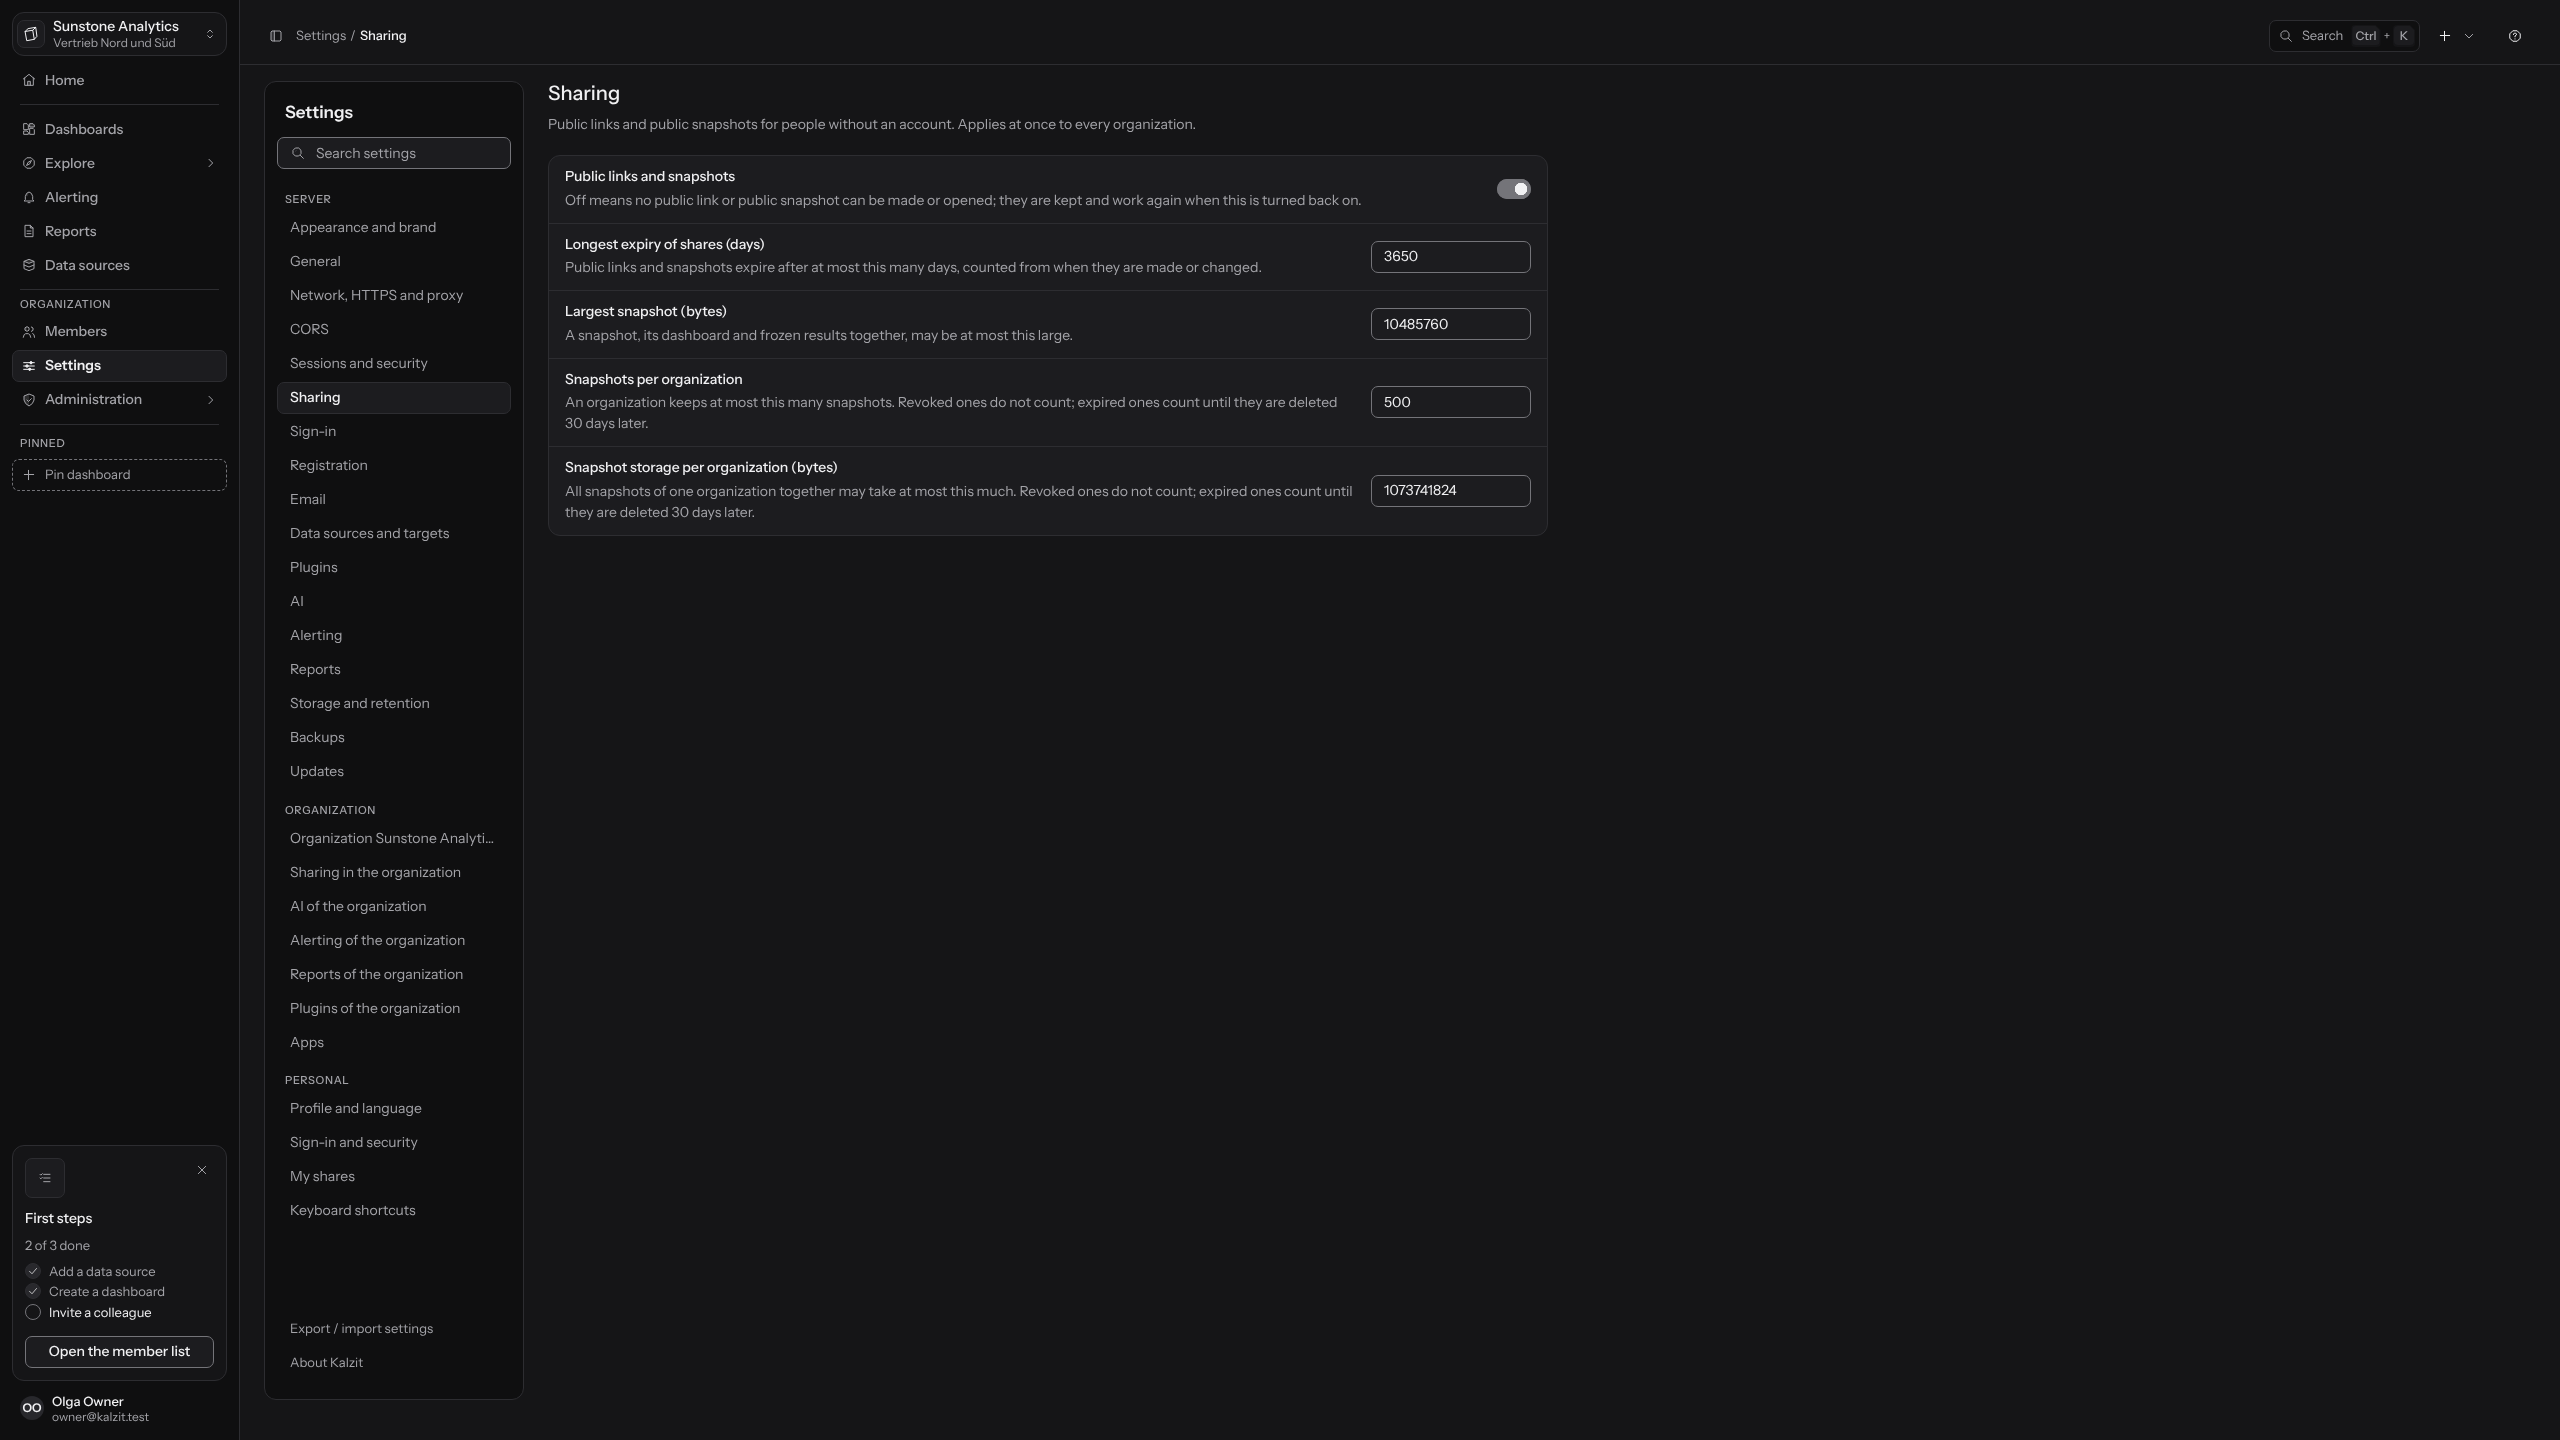 Sunstone Analytics
Vertrieb Nord und Süd
Home
Dashboards
Explore
Alerting
Reports
Data sources
ORGANIZATION
Members
Settings
Administration
PINNED
Pin dashboard
First steps
2 of 3 done
Add a data source
Create a dashboard
Invite a colleague
Open the member list
OO
Olga Owner
owner@kalzit.test
Settings / Sharing
Search Ctrl + K
Settings
Search settings
SERVER
Appearance and brand
General
Network, HTTPS and proxy
CORS
Sessions and security
Sharing
Sign-in
Registration
Email
Data sources and targets
Plugins
AI
Alerting
Reports
Storage and retention
Backups
Updates
ORGANIZATION
Organization Sunstone Analyti...
Sharing in the organization
AI of the organization
Alerting of the organization
Reports of the organization
Plugins of the organization
Apps
PERSONAL
Profile and language
Sign-in and security
My shares
Keyboard shortcuts
Export / import settings
About Kalzit
Sharing
Public links and public snapshots for people without an account. Applies at once to every organization.
Public links and snapshots
Off means no public link or public snapshot can be made or opened; they are kept and work again when this is turned back on.
Longest expiry of shares (days)
Public links and snapshots expire after at most this many days, counted from when they are made or changed.
3650
Largest snapshot (bytes)
A snapshot, its dashboard and frozen results together, may be at most this large.
10485760
Snapshots per organization
An organization keeps at most this many snapshots. Revoked ones do not count; expired ones count until they are deleted
30 days later.
500
Snapshot storage per organization (bytes)
All snapshots of one organization together may take at most this much. Revoked ones do not count; expired ones count until
they are deleted 30 days later.
1073741824